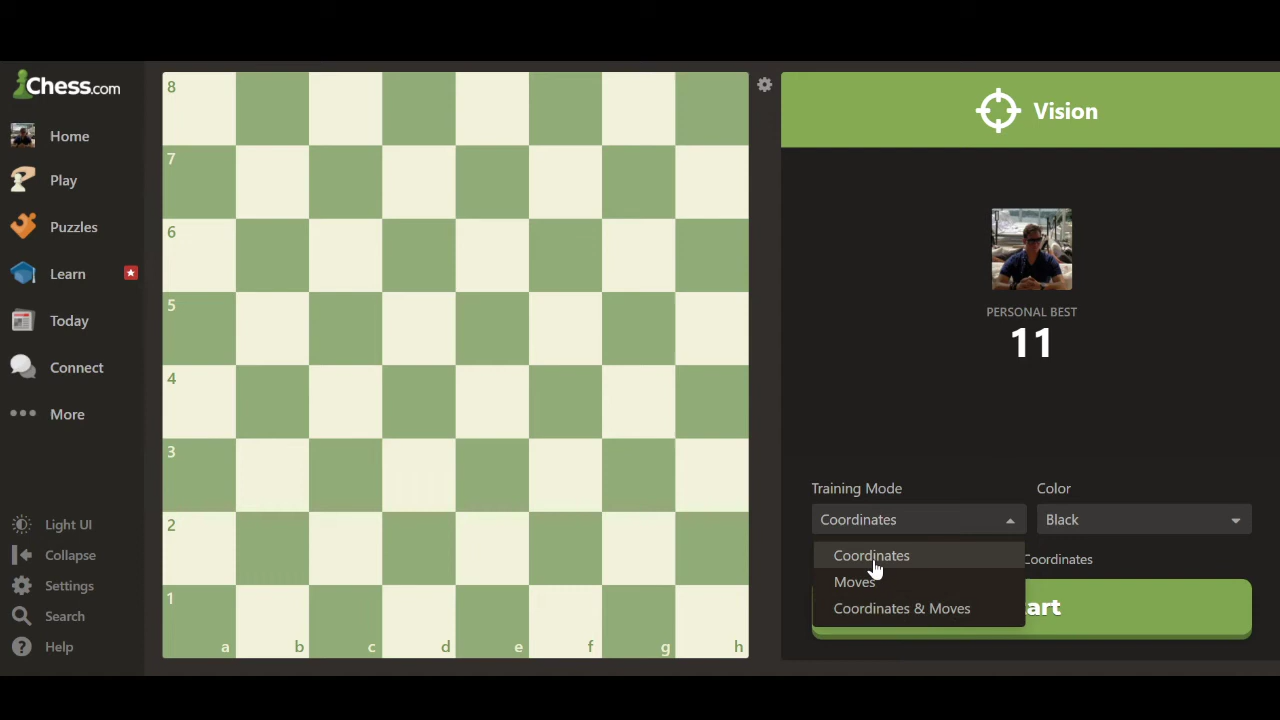 Chess.com
Home
Play
Puzzles
Learn
Today
Connect
More
Light UI
Collapse
Settings
Search
Help
8
7
6
5
4
3
2
1
a b c d e f g h
Vision
PERSONAL BEST
11
Training Mode
Color
Coordinates
Black
Coordinates
Moves
Coordinates & Moves
Coordinates
art